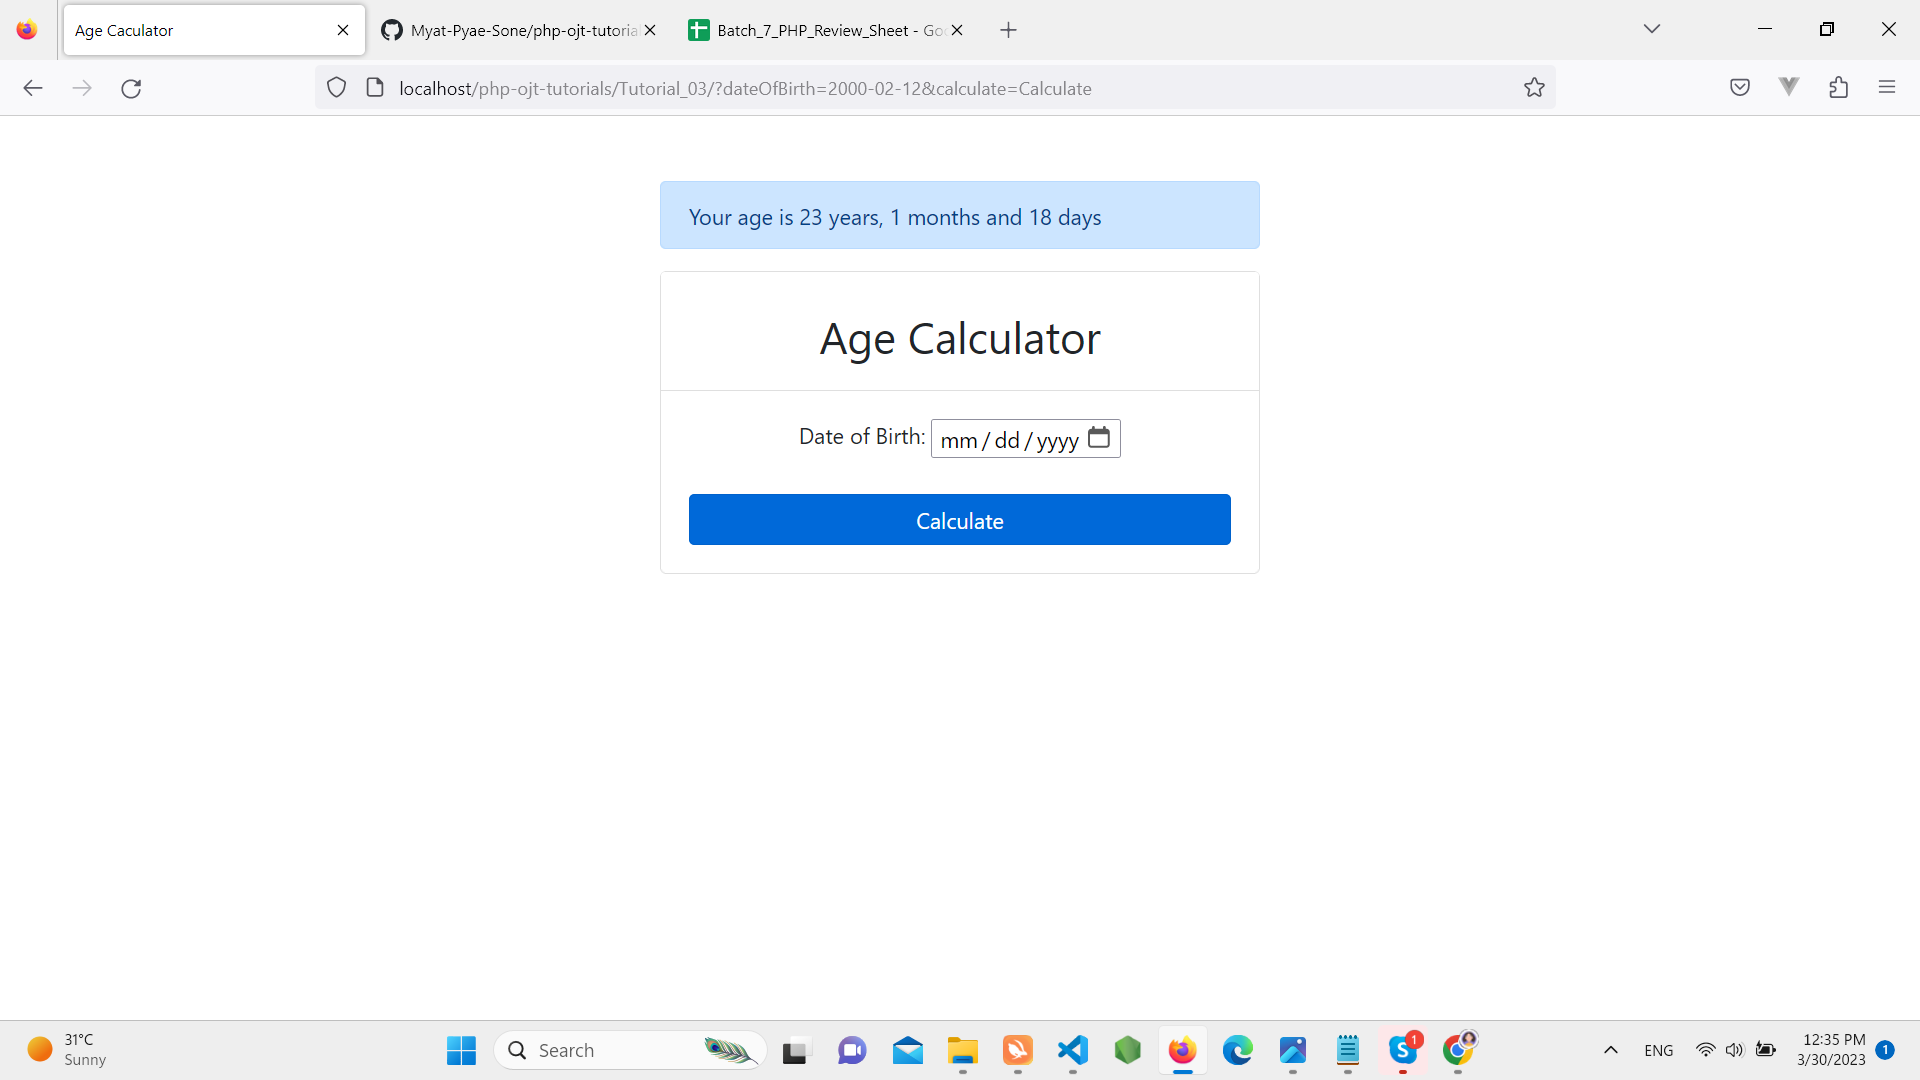 Age Caculator
Myat-Pyae-Sone/php-ojt-tutorial
Batch_7_PHP_Review_Sheet - Goo
localhost/php-ojt-tutorials/Tutorial_03/?dateOfBirth=2000-02-12&calculate=Calculate
Your age is 23 years, 1 months and 18 days
Age Calculator
Date of Birth: mm / dd / yyyy
Calculate
31°C
Sunny
Search
S 1
ENG
12:35 PM
3/30/2023
1